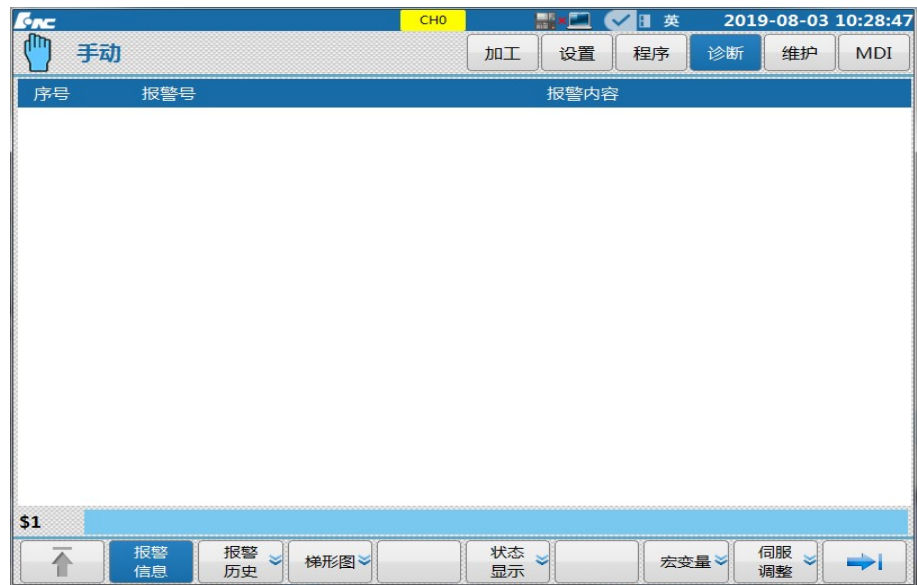 CNC CH0 英 2019-08-03 10:28:47
手动 加工 设置 程序 诊断 维护 MDI
序号 报警号 报警内容
$1
报警 报警 梯形图 状态 宏变量 伺服
信息 历史 显示 调整